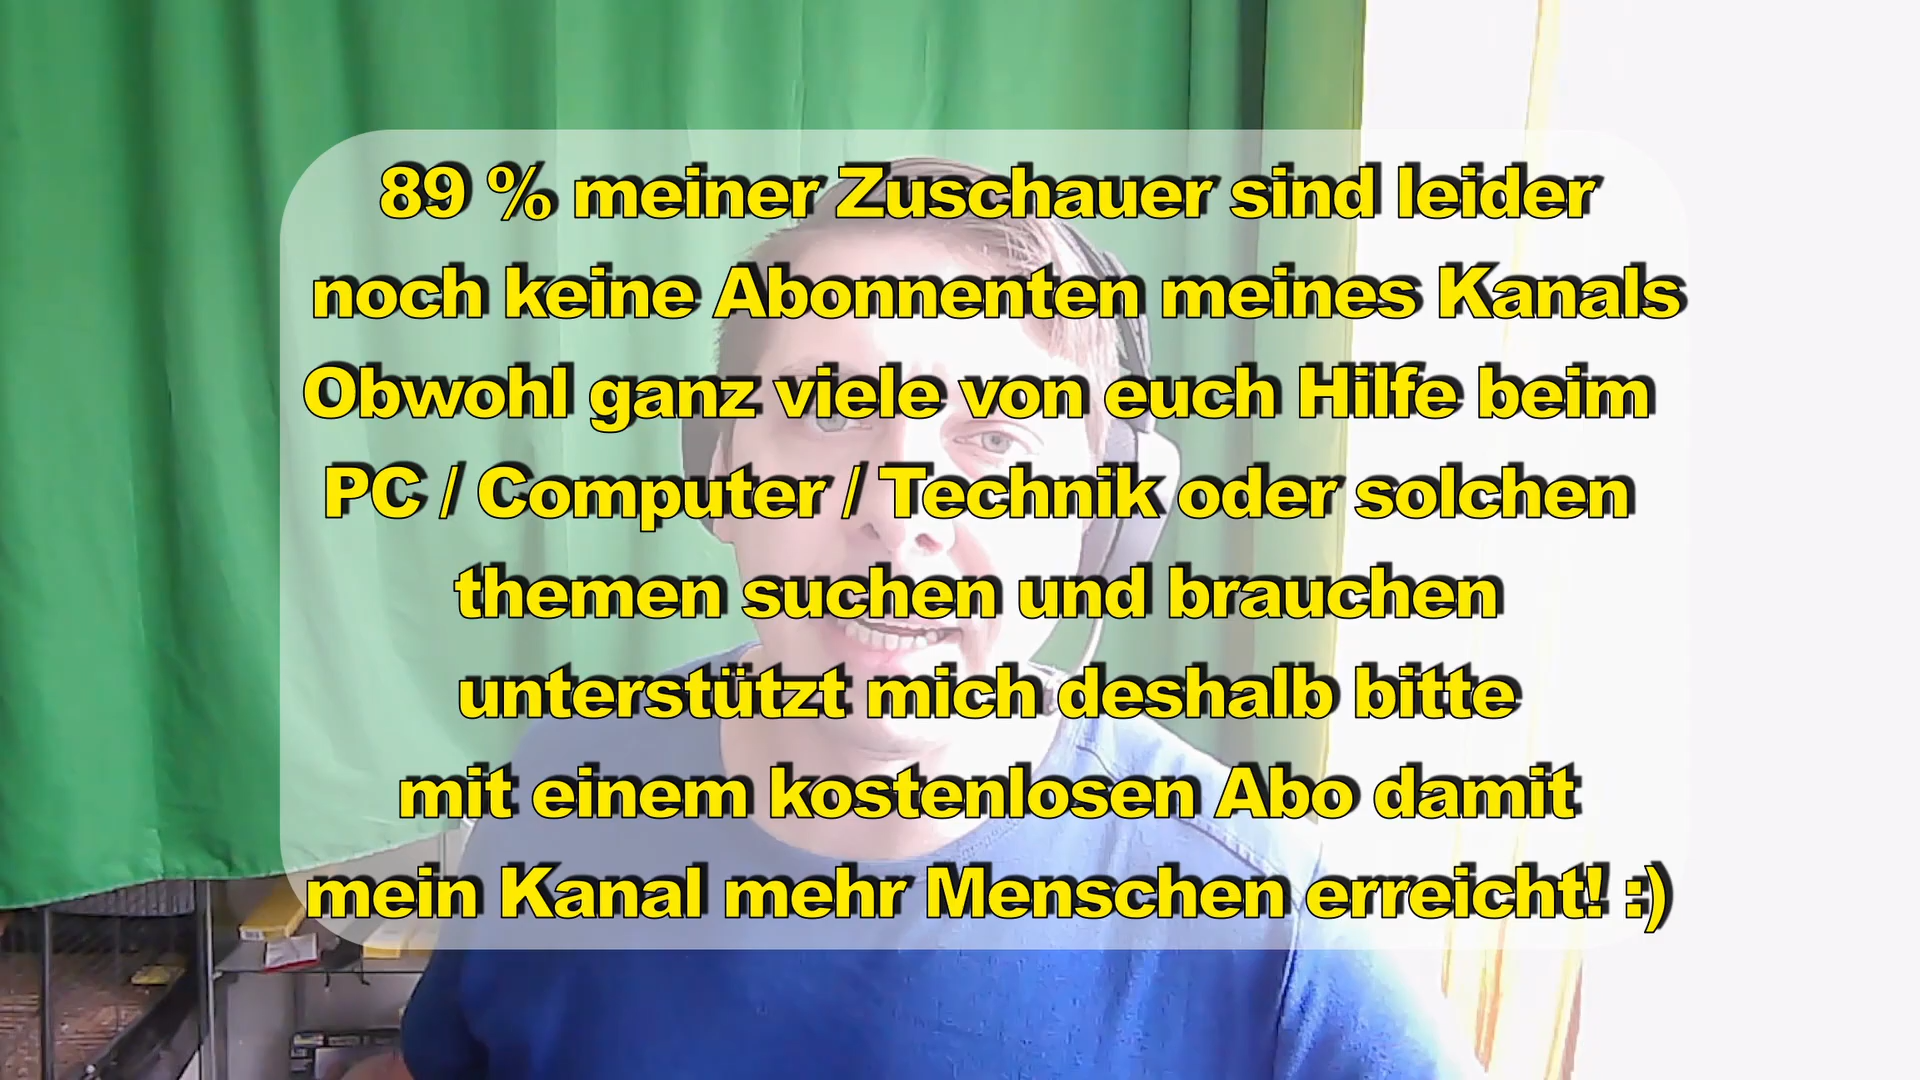 89 % meiner Zuschauer sind leider
noch keine Abonnenten meines Kanals
Obwohl ganz viele von euch Hilfe beim
PC / Computer / Technik oder solchen
themen suchen und brauchen
unterstützt mich deshalb bitte
mit einem kostenlosen Abo damit
mein Kanal mehr Menschen erreicht! :)